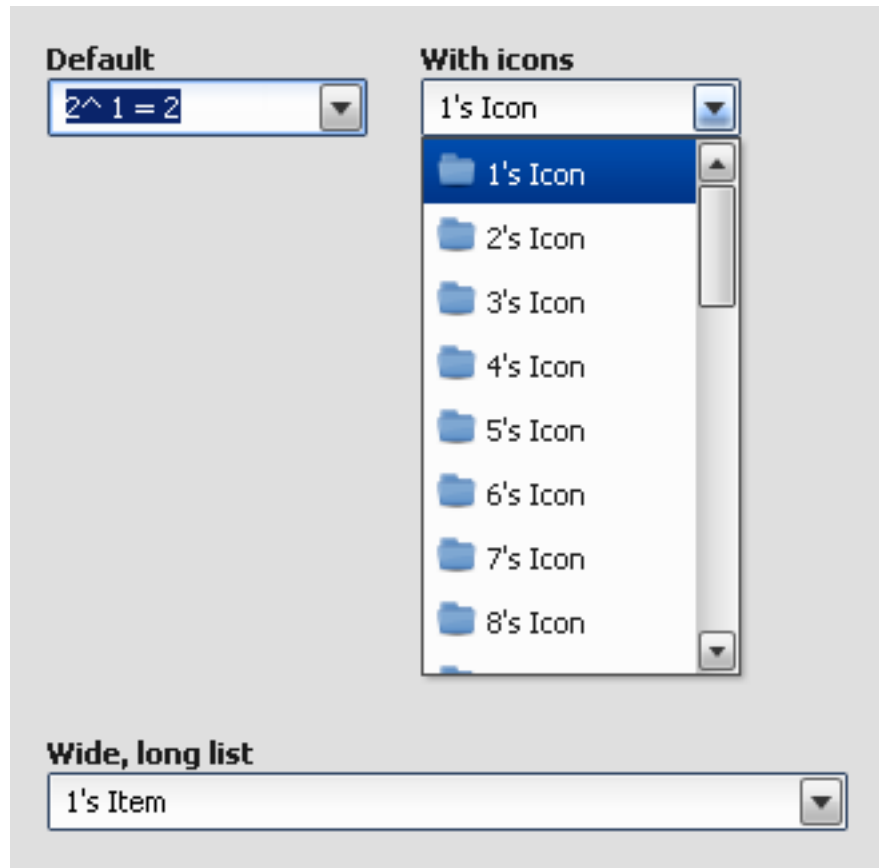 Default
2^ 1 = 2
With icons
1's Icon
1's Icon
2's Icon
3's Icon
4's Icon
5's Icon
6's Icon
7's Icon
8's Icon
Wide, long list
1's Item